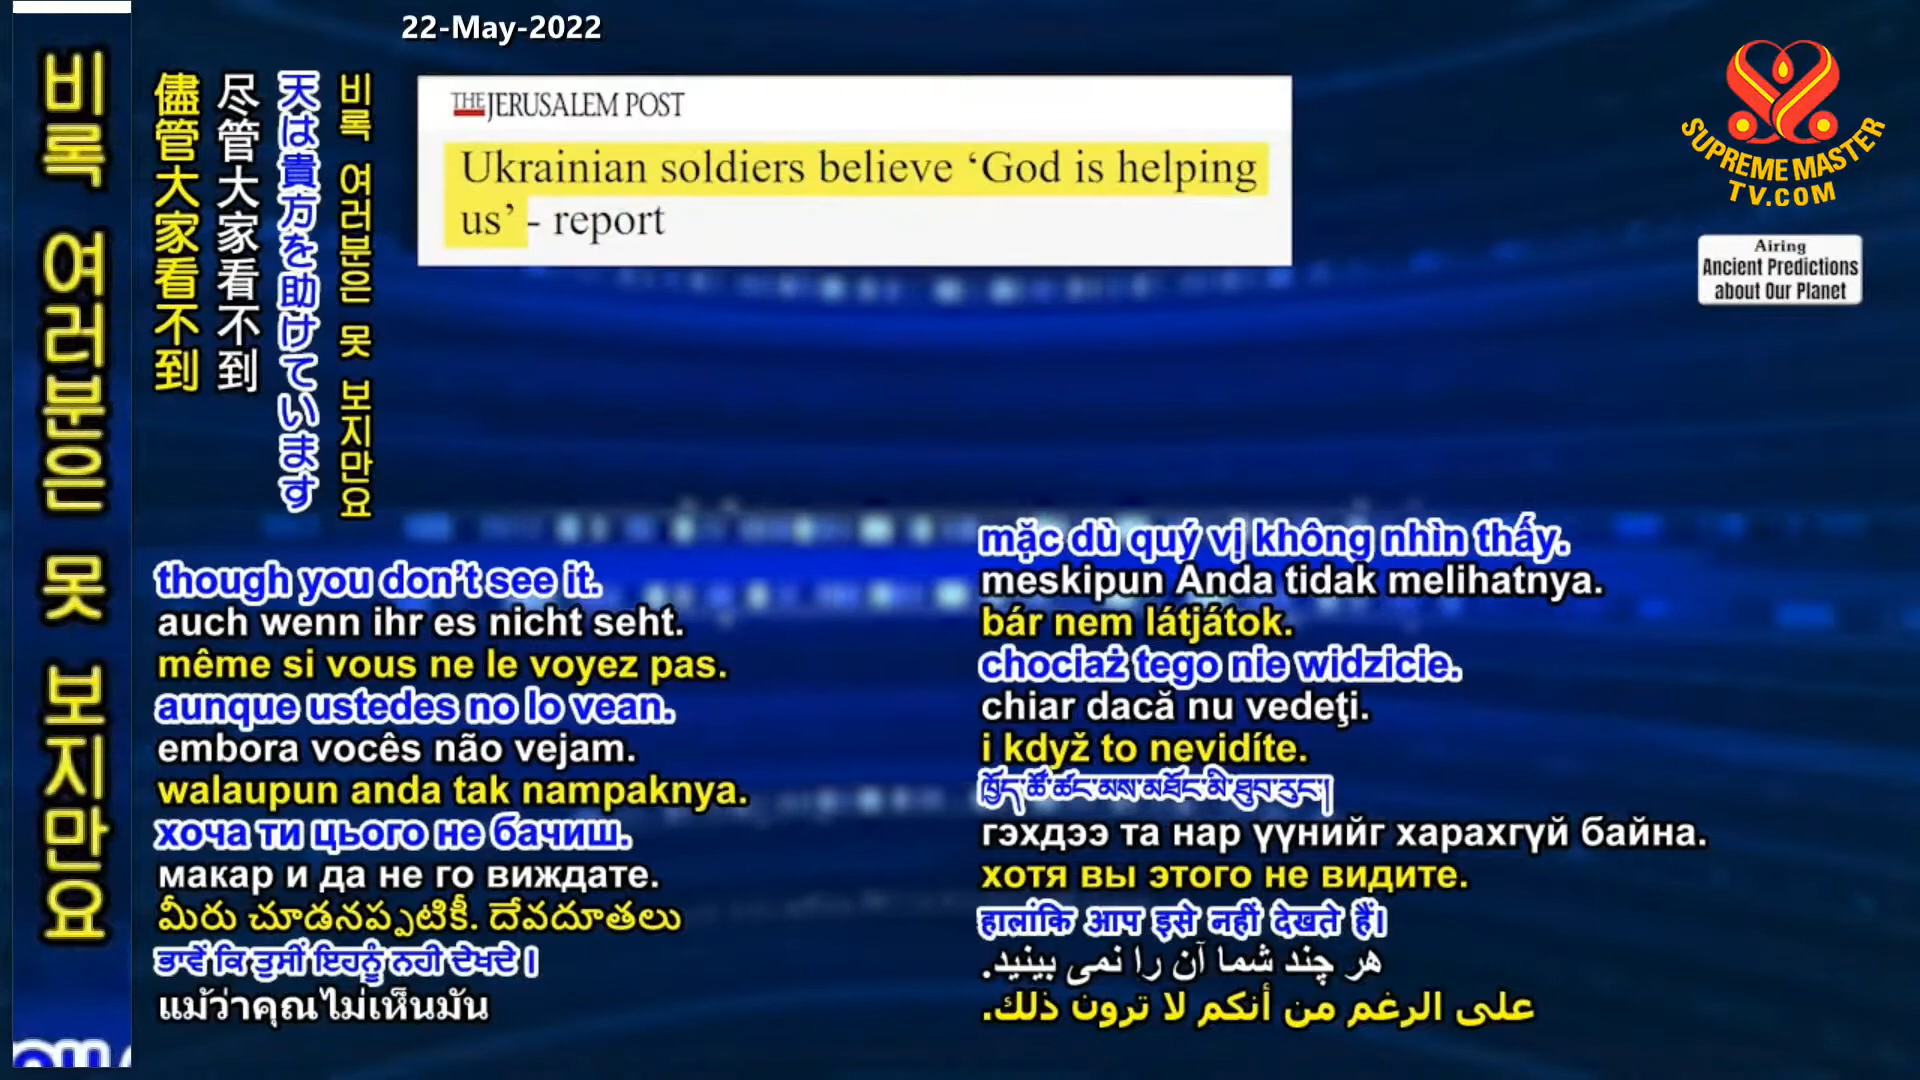 22-May-2022
비록 여러분은 못 보지만요
儘管大家看不到
尽管大家看不到
天は貴方を助けています
비록 여러분은 못 보지만요
THE JERUSALEM POST
Ukrainian soldiers believe ‘God is helping
us’ - report
SUPREME MASTER
TV.COM
Airing
Ancient Predictions
about Our Planet
though you don’t see it.
auch wenn ihr es nicht seht.
même si vous ne le voyez pas.
aunque ustedes no lo vean.
embora vocês não vejam.
walaupun anda tak nampaknya.
хоча ти цього не бачиш.
макар и да не го виждате.
మీరు చూడనప్పటికీ. దేవదూతలు
ਭਾਵੇਂ ਕਿ ਤੁਸੀਂ ਇਹਨੂੰ ਨਹੀ ਦੇਖਦੇ।
แม้ว่าคุณไม่เห็นมัน
mặc dù quý vị không nhìn thấy.
meskipun Anda tidak melihatnya.
bár nem látjátok.
chociaż tego nie widzicie.
chiar dacă nu vedeţi.
i když to nevidíte.
ཁྱོད་ཚོ་ཚང་མས་མཐོང་མི་ཐུབ་རུང་།
гэхдээ та нар үүнийг харахгүй байна.
хотя вы этого не видите.
हालांकि आप इसे नहीं देखते हैं।
هر چند شما آن را نمی بینید.
على الرغم من أنكم لا ترون ذلك.